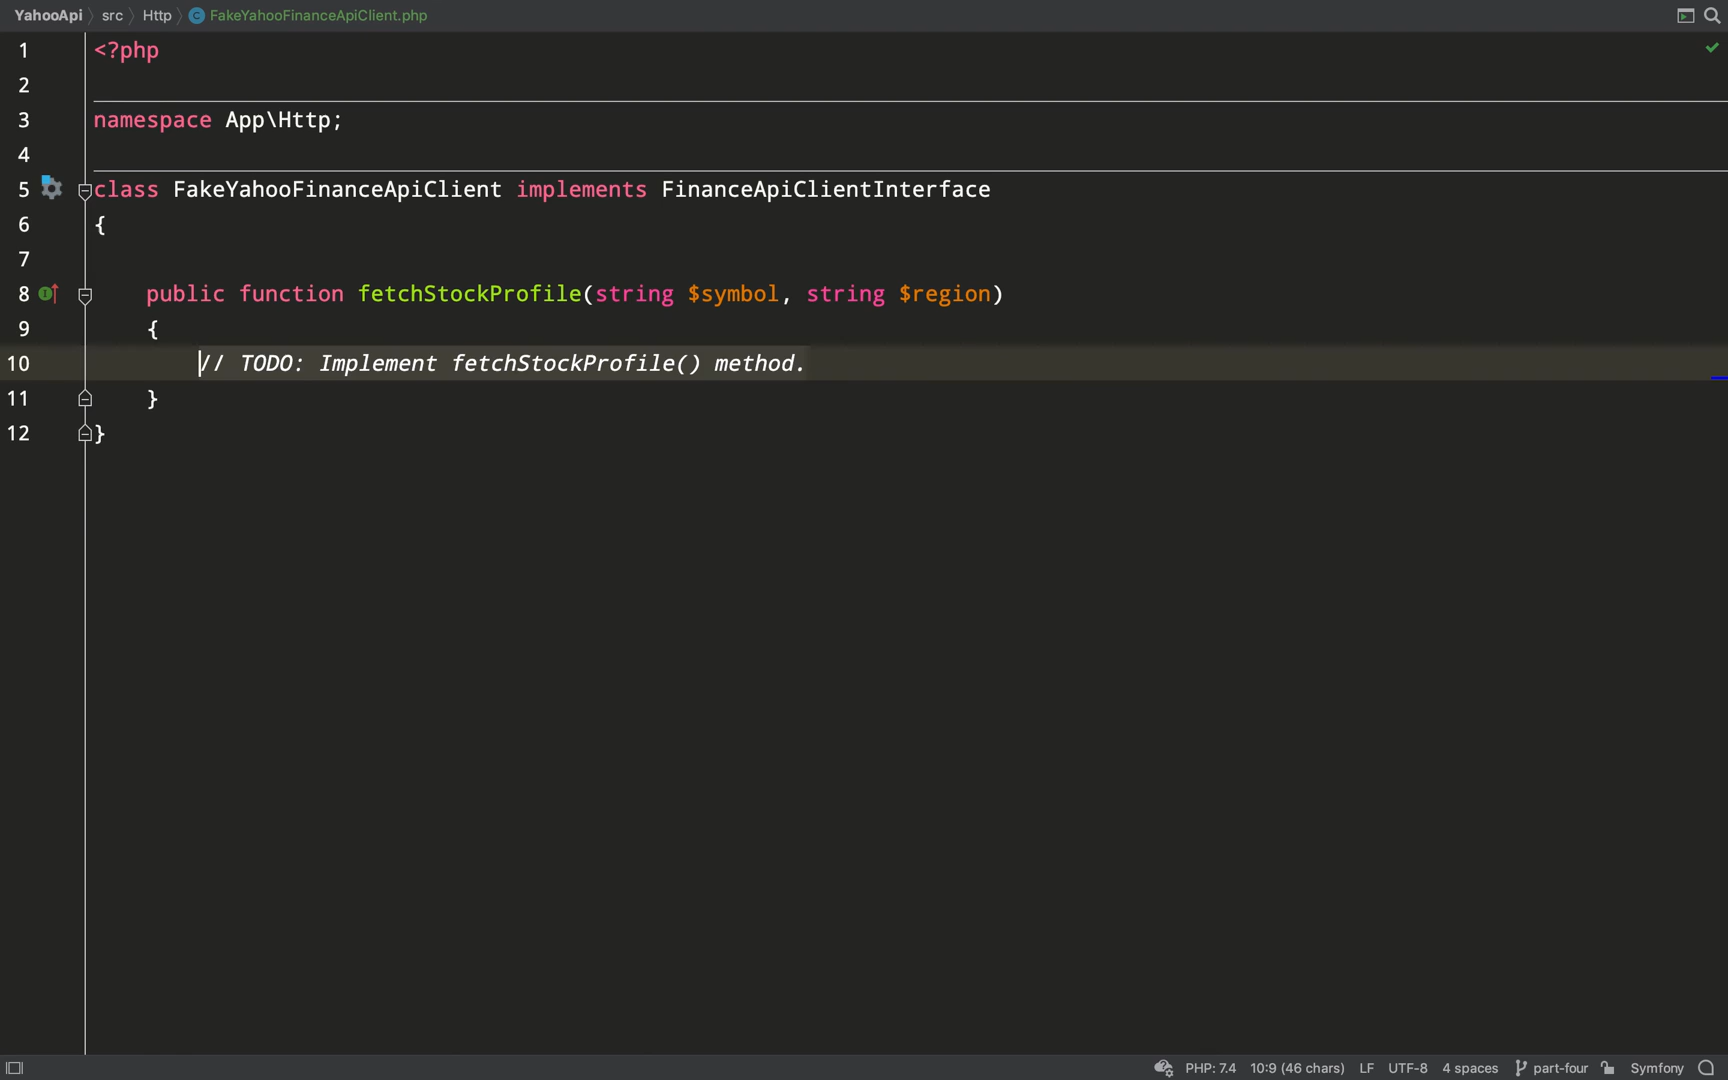 YahooApi src Http C FakeYahooFinanceApiClient.php
1 <?php
2
3 namespace App\Http;
4
5 class FakeYahooFinanceApiClient implements FinanceApiClientInterface
6 {
7
8 public function fetchStockProfile(string $symbol, string $region)
9 {
10 // TODO: Implement fetchStockProfile() method.
11 }
12 }
PHP: 7.4 10:9 (46 chars) LF UTF-8 4 spaces part-four Symfony